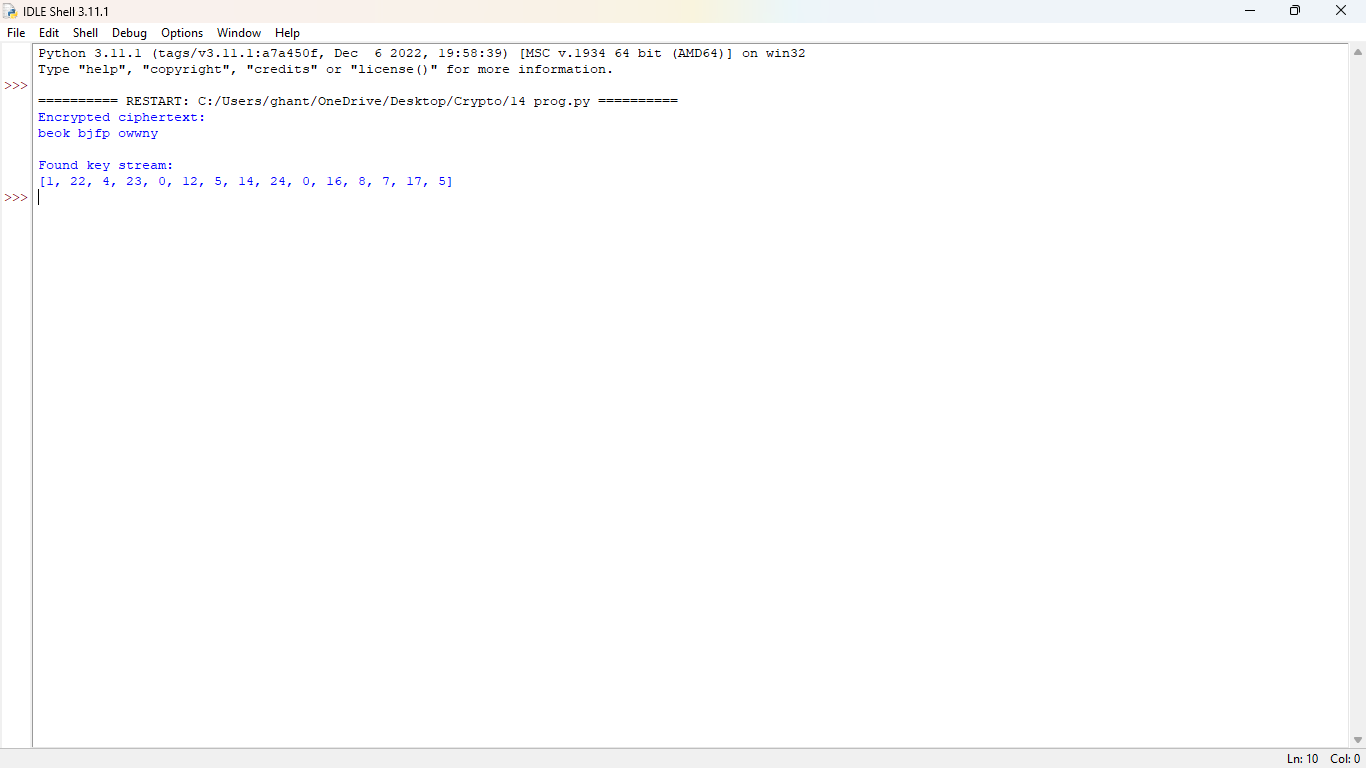 IDLE Shell 3.11.1
File Edit Shell Debug Options Window Help
Python 3.11.1 (tags/v3.11.1:a7a450f, Dec  6 2022, 19:58:39) [MSC v.1934 64 bit (AMD64)] on win32
Type "help", "copyright", "credits" or "license()" for more information.
>>>
========== RESTART: C:/Users/ghant/OneDrive/Desktop/Crypto/14 prog.py ==========
Encrypted ciphertext:
beok bjfp owwny
Found key stream:
[1, 22, 4, 23, 0, 12, 5, 14, 24, 0, 16, 8, 7, 17, 5]
>>>
Ln: 10 Col: 0